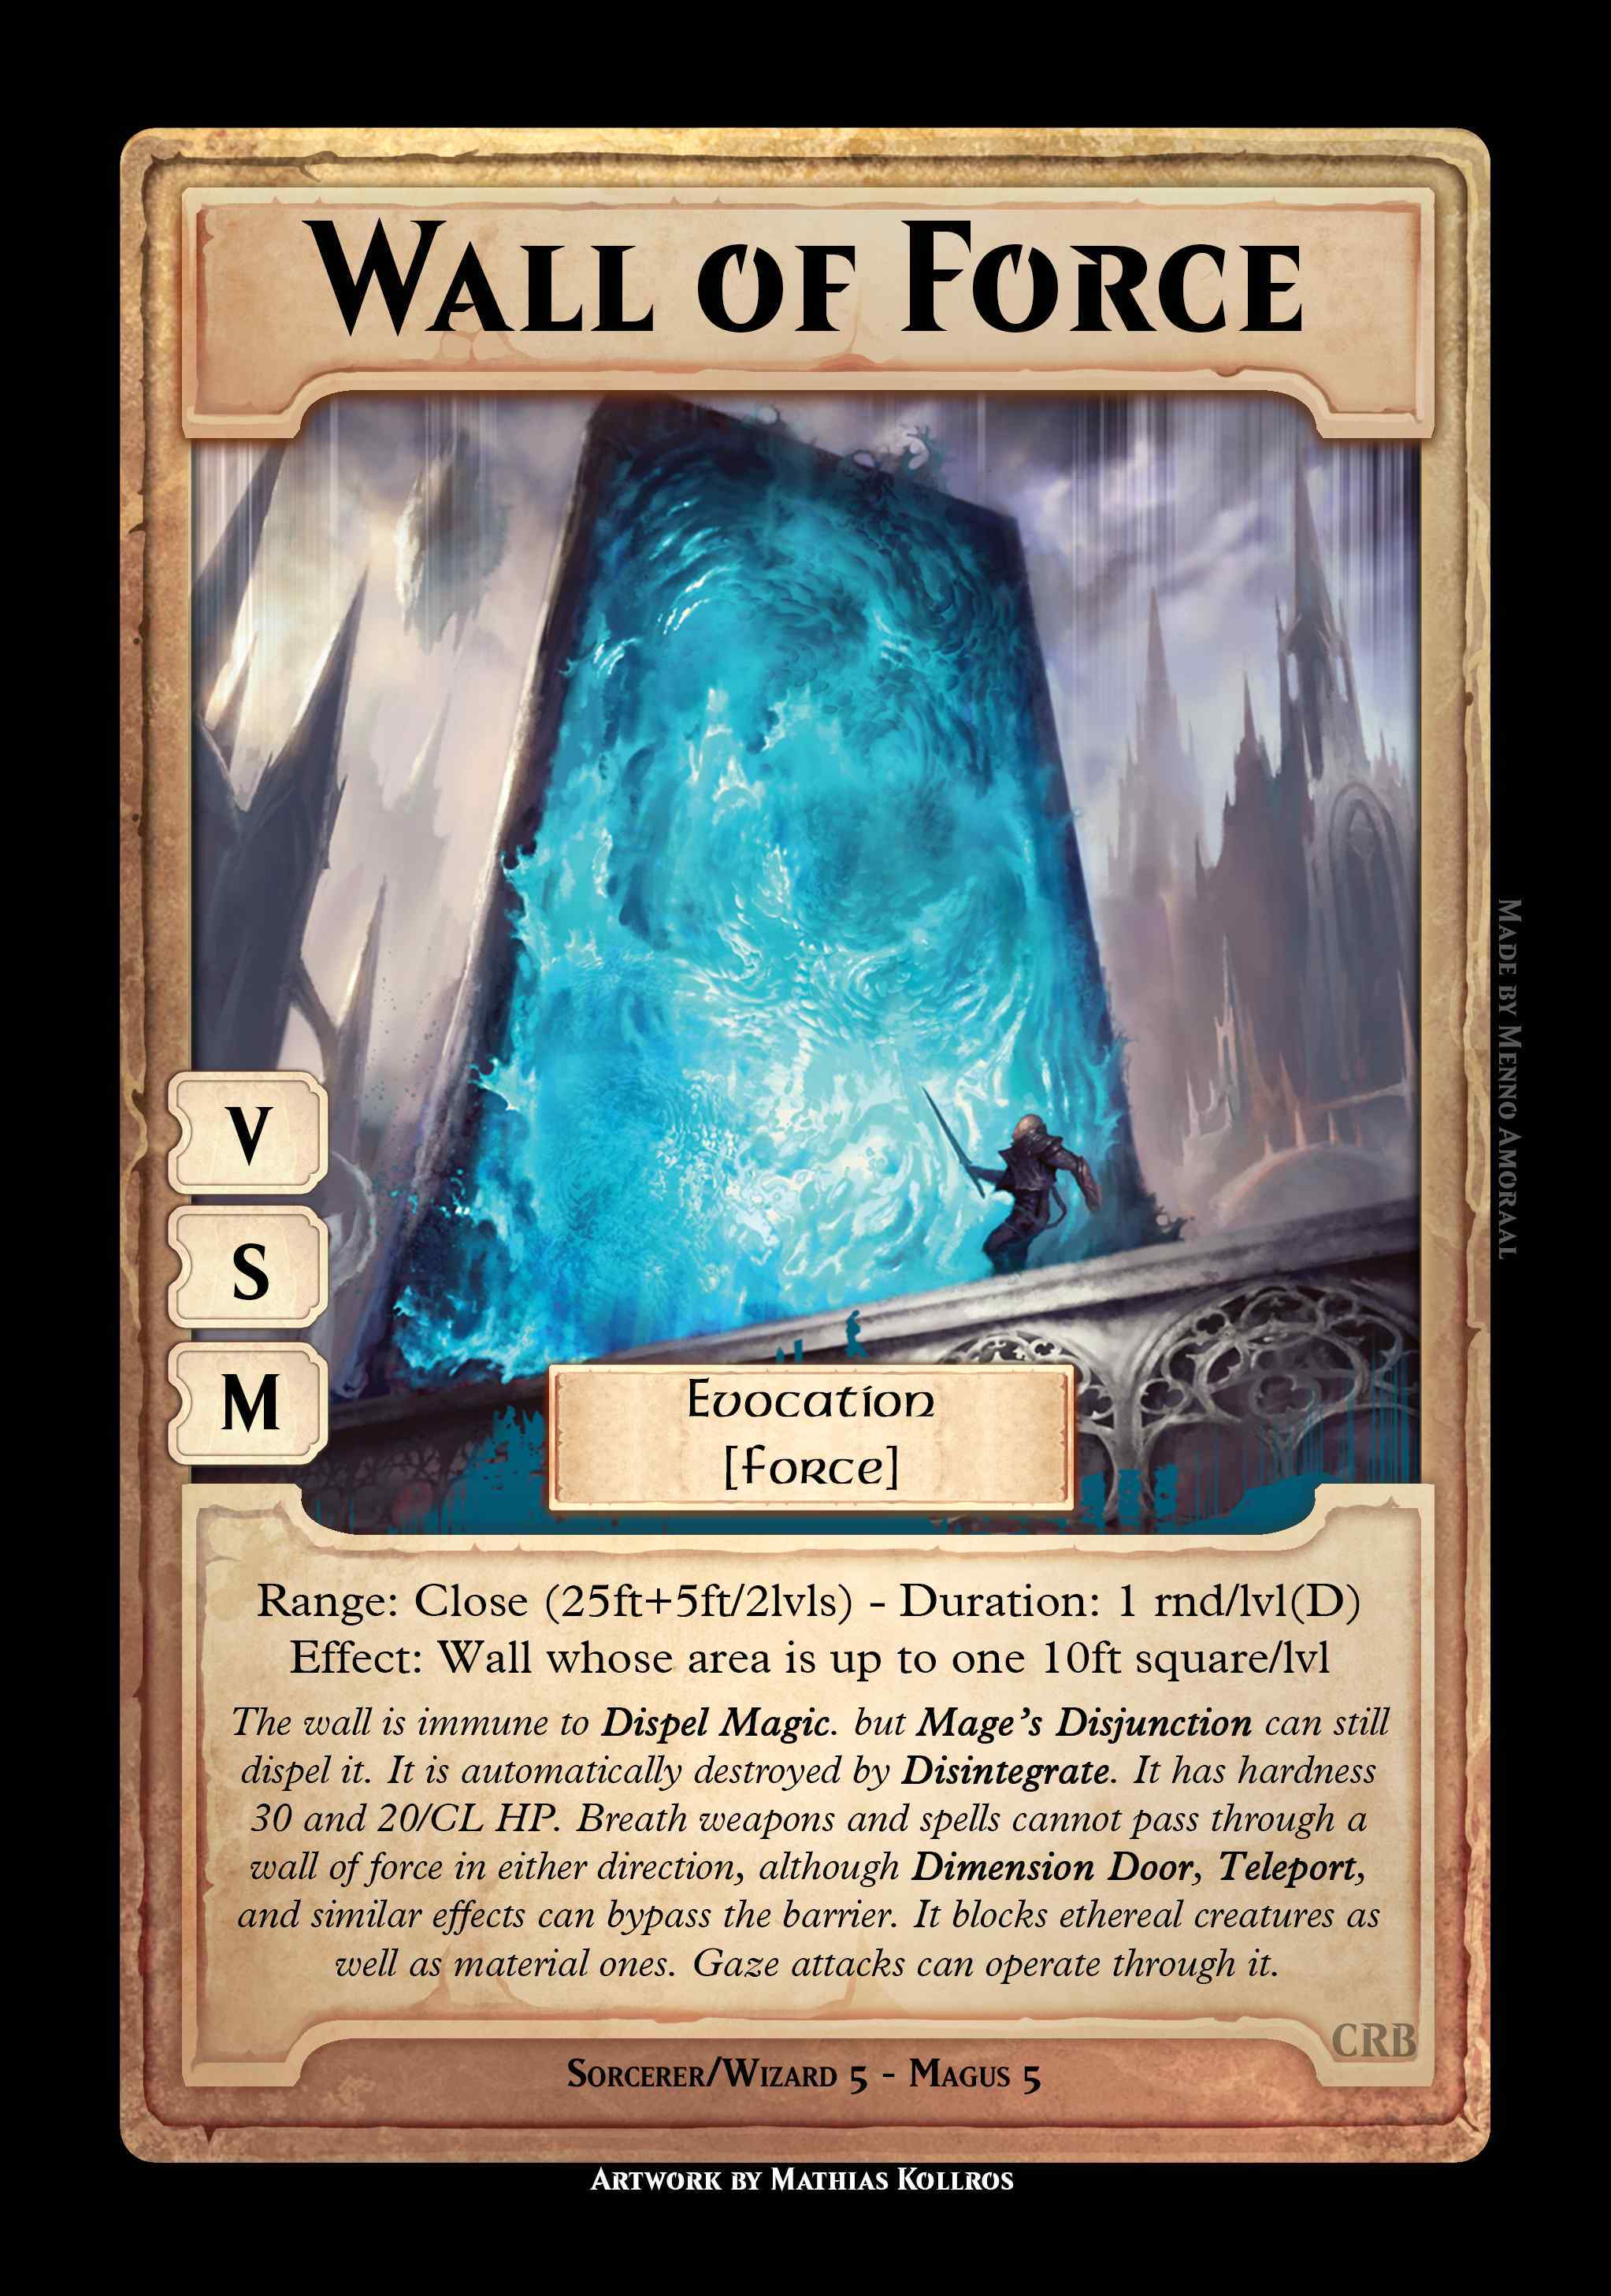 Wall of Force
V
S
M
Evocation
[Force]
Range: Close (25ft+5ft/2lvls) - Duration: 1 rnd/lvl(D)
Effect: Wall whose area is up to one 10ft square/lvl
The wall is immune to Dispel Magic. but Mage's Disjunction can still
dispel it. It is automatically destroyed by Disintegrate. It has hardness
30 and 20/CL HP. Breath weapons and spells cannot pass through a
wall of force in either direction, although Dimension Door, Teleport,
and similar effects can bypass the barrier. It blocks ethereal creatures as
well as material ones. Gaze attacks can operate through it.
CRB
Sorcerer/Wizard 5 - Magus 5
Artwork by Mathias Kollros
Made by Menno Amoraal